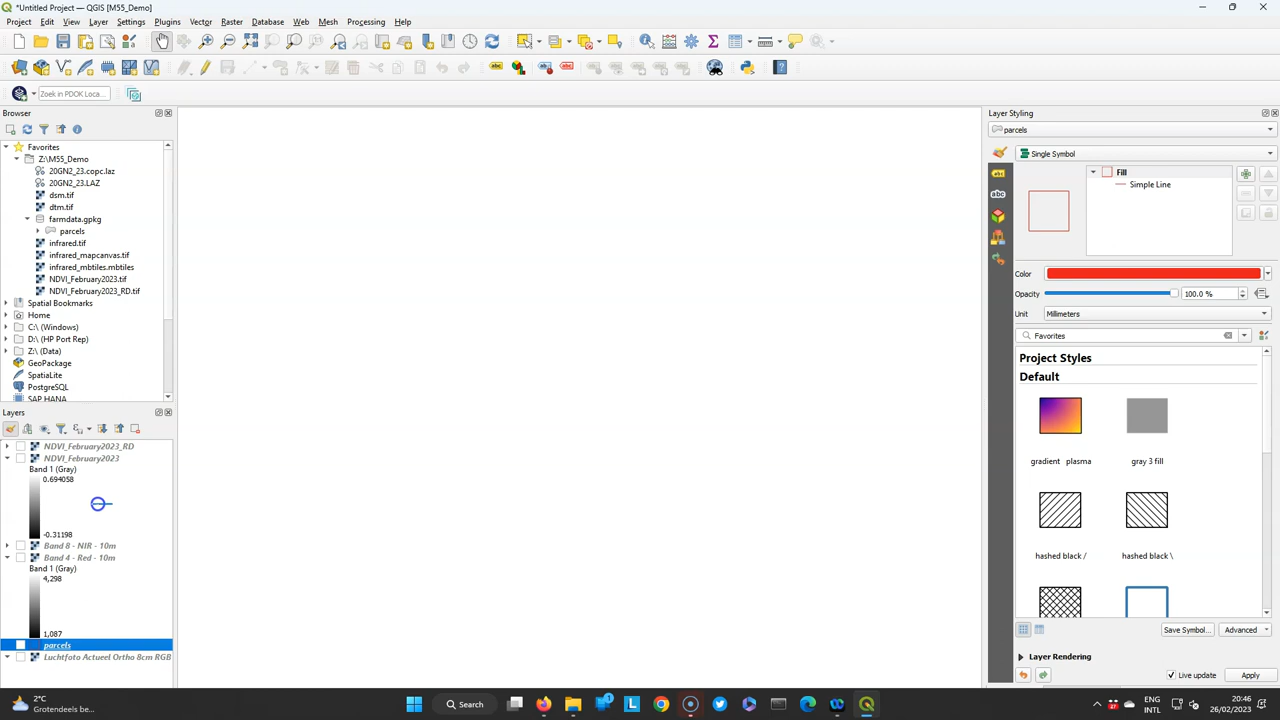 *Untitled Project — QGIS [M55_Demo]
Project Edit View Layer Settings Plugins Vector Raster Database Web Mesh Processing Help
Zoek in PDOK Loca...
Browser
Favorites
Z:\M55_Demo
20GN2_23.copc.laz
20GN2_23.LAZ
dsm.tif
dtm.tif
farmdata.gpkg
parcels
infrared.tif
infrared_mapcanvas.tif
infrared_mbtiles.mbtiles
NDVI_February2023.tif
NDVI_February2023_RD.tif
Spatial Bookmarks
Home
C:\ (Windows)
D:\ (HP Port Rep)
Z:\ (Data)
GeoPackage
SpatiaLite
PostgreSQL
SAP HANA
Layers
NDVI_February2023_RD
NDVI_February2023
Band 1 (Gray)
0.694058
-0.31198
Band 8 - NIR - 10m
Band 4 - Red - 10m
Band 1 (Gray)
4,298
1,087
parcels
Luchtfoto Actueel Ortho 8cm RGB
Layer Styling
parcels
Single Symbol
Fill
Simple Line
Color
Opacity 100.0 %
Unit Millimeters
Favorites
Project Styles
Default
gradient plasma gray 3 fill
hashed black / hashed black \
Save Symbol... Advanced
Layer Rendering
Live update Apply
2°C
Grotendeels be...
Search
ENG
INTL
20:46
26/02/2023